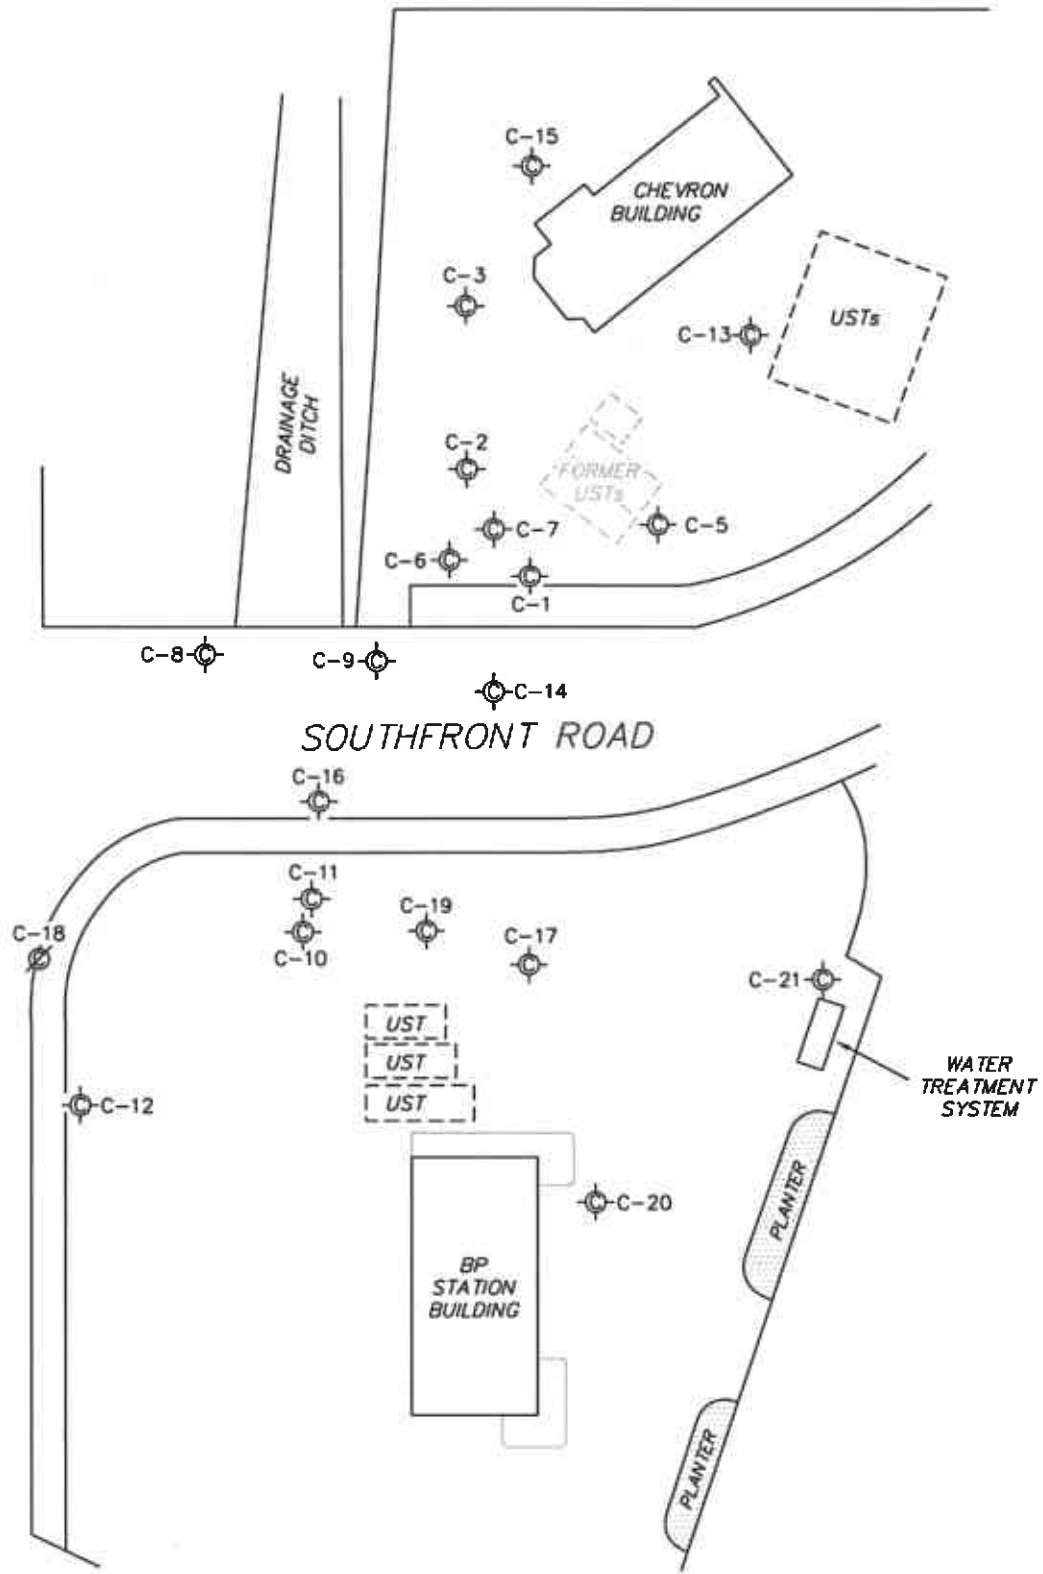 C-15
CHEVRON
BUILDING
C-3
USTs
C-13
DRAINAGE
DITCH
C-2
FORMER
USTs
C-7
C-5
C-6
C-1
C-8
C-9
C-14
SOUTHFRONT ROAD
C-16
C-11
C-19
C-18
C-17
C-10
C-21
UST
UST
UST
WATER
TREATMENT
SYSTEM
C-12
PLANTER
C-20
BP
STATION
BUILDING
PLANTER